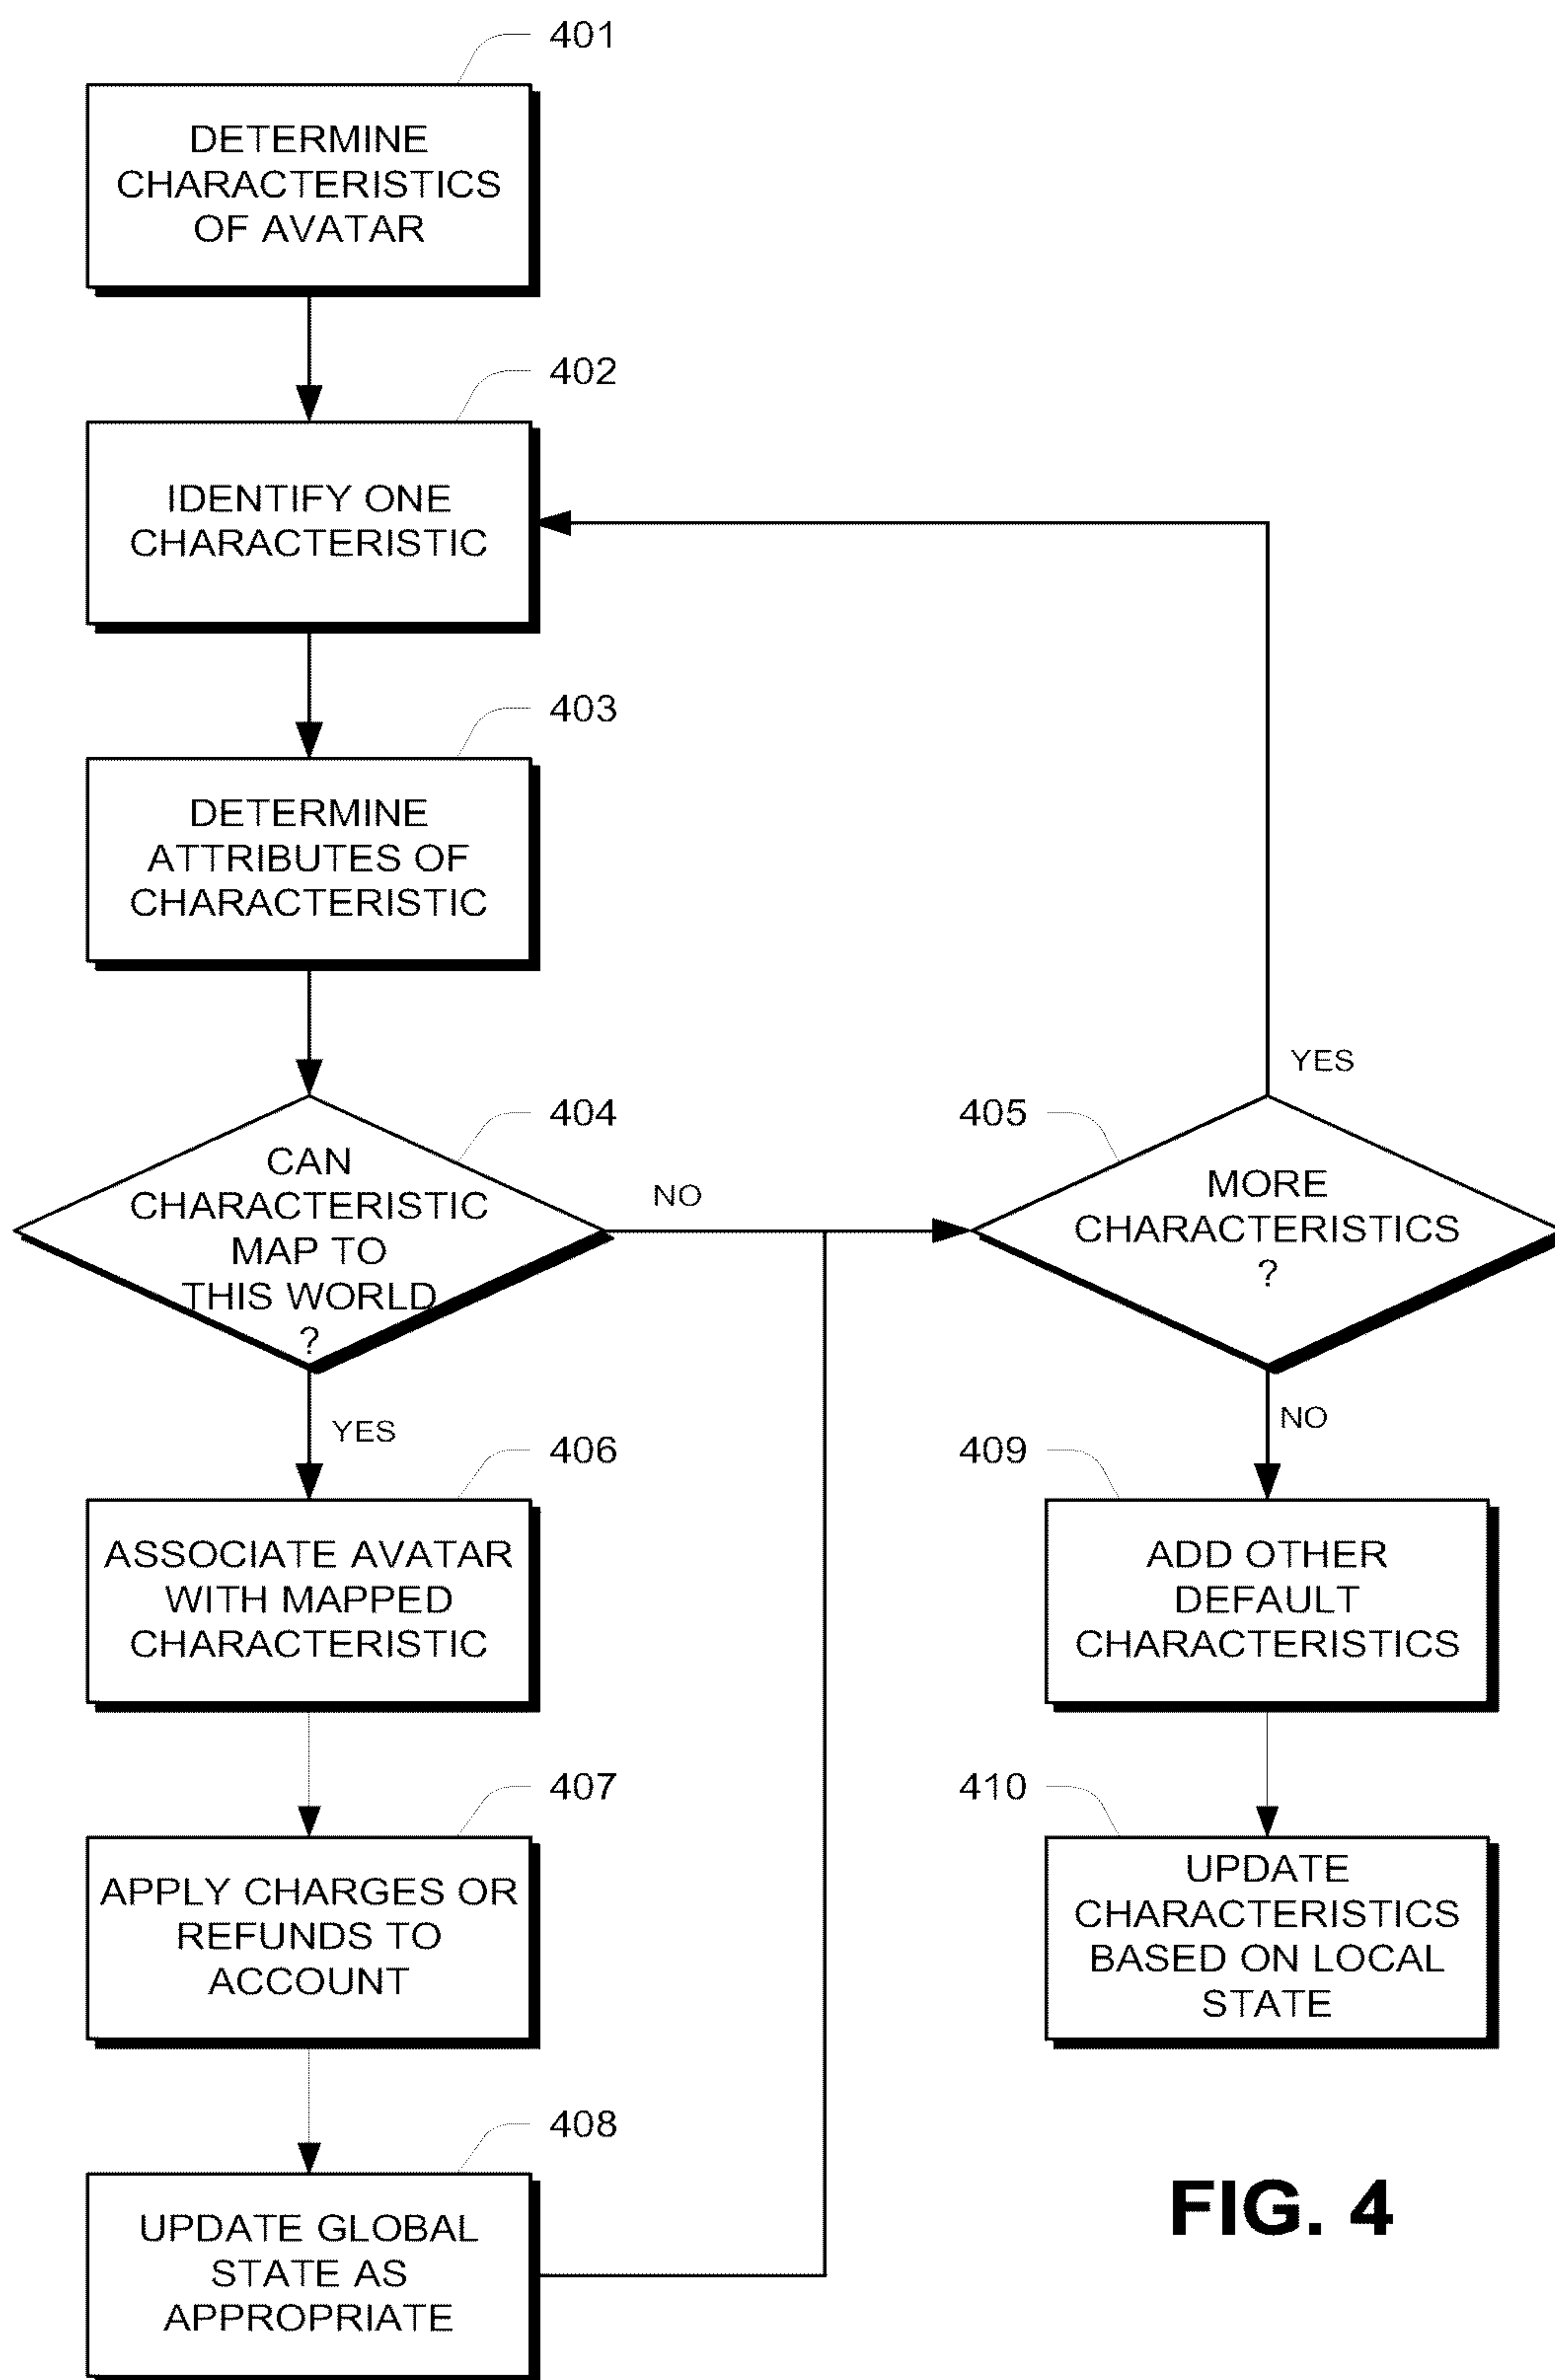 401
DETERMINE
CHARACTERISTICS
OF AVATAR
402
IDENTIFY ONE
CHARACTERISTIC
403
DETERMINE
ATTRIBUTES OF
CHARACTERISTIC
404
CAN
CHARACTERISTIC
MAP TO
THIS WORLD
?
NO
YES
405
MORE
CHARACTERISTICS
?
YES
NO
406
ASSOCIATE AVATAR
WITH MAPPED
CHARACTERISTIC
407
APPLY CHARGES OR
REFUNDS TO
ACCOUNT
408
UPDATE GLOBAL
STATE AS
APPROPRIATE
409
ADD OTHER
DEFAULT
CHARACTERISTICS
410
UPDATE
CHARACTERISTICS
BASED ON LOCAL
STATE
FIG. 4